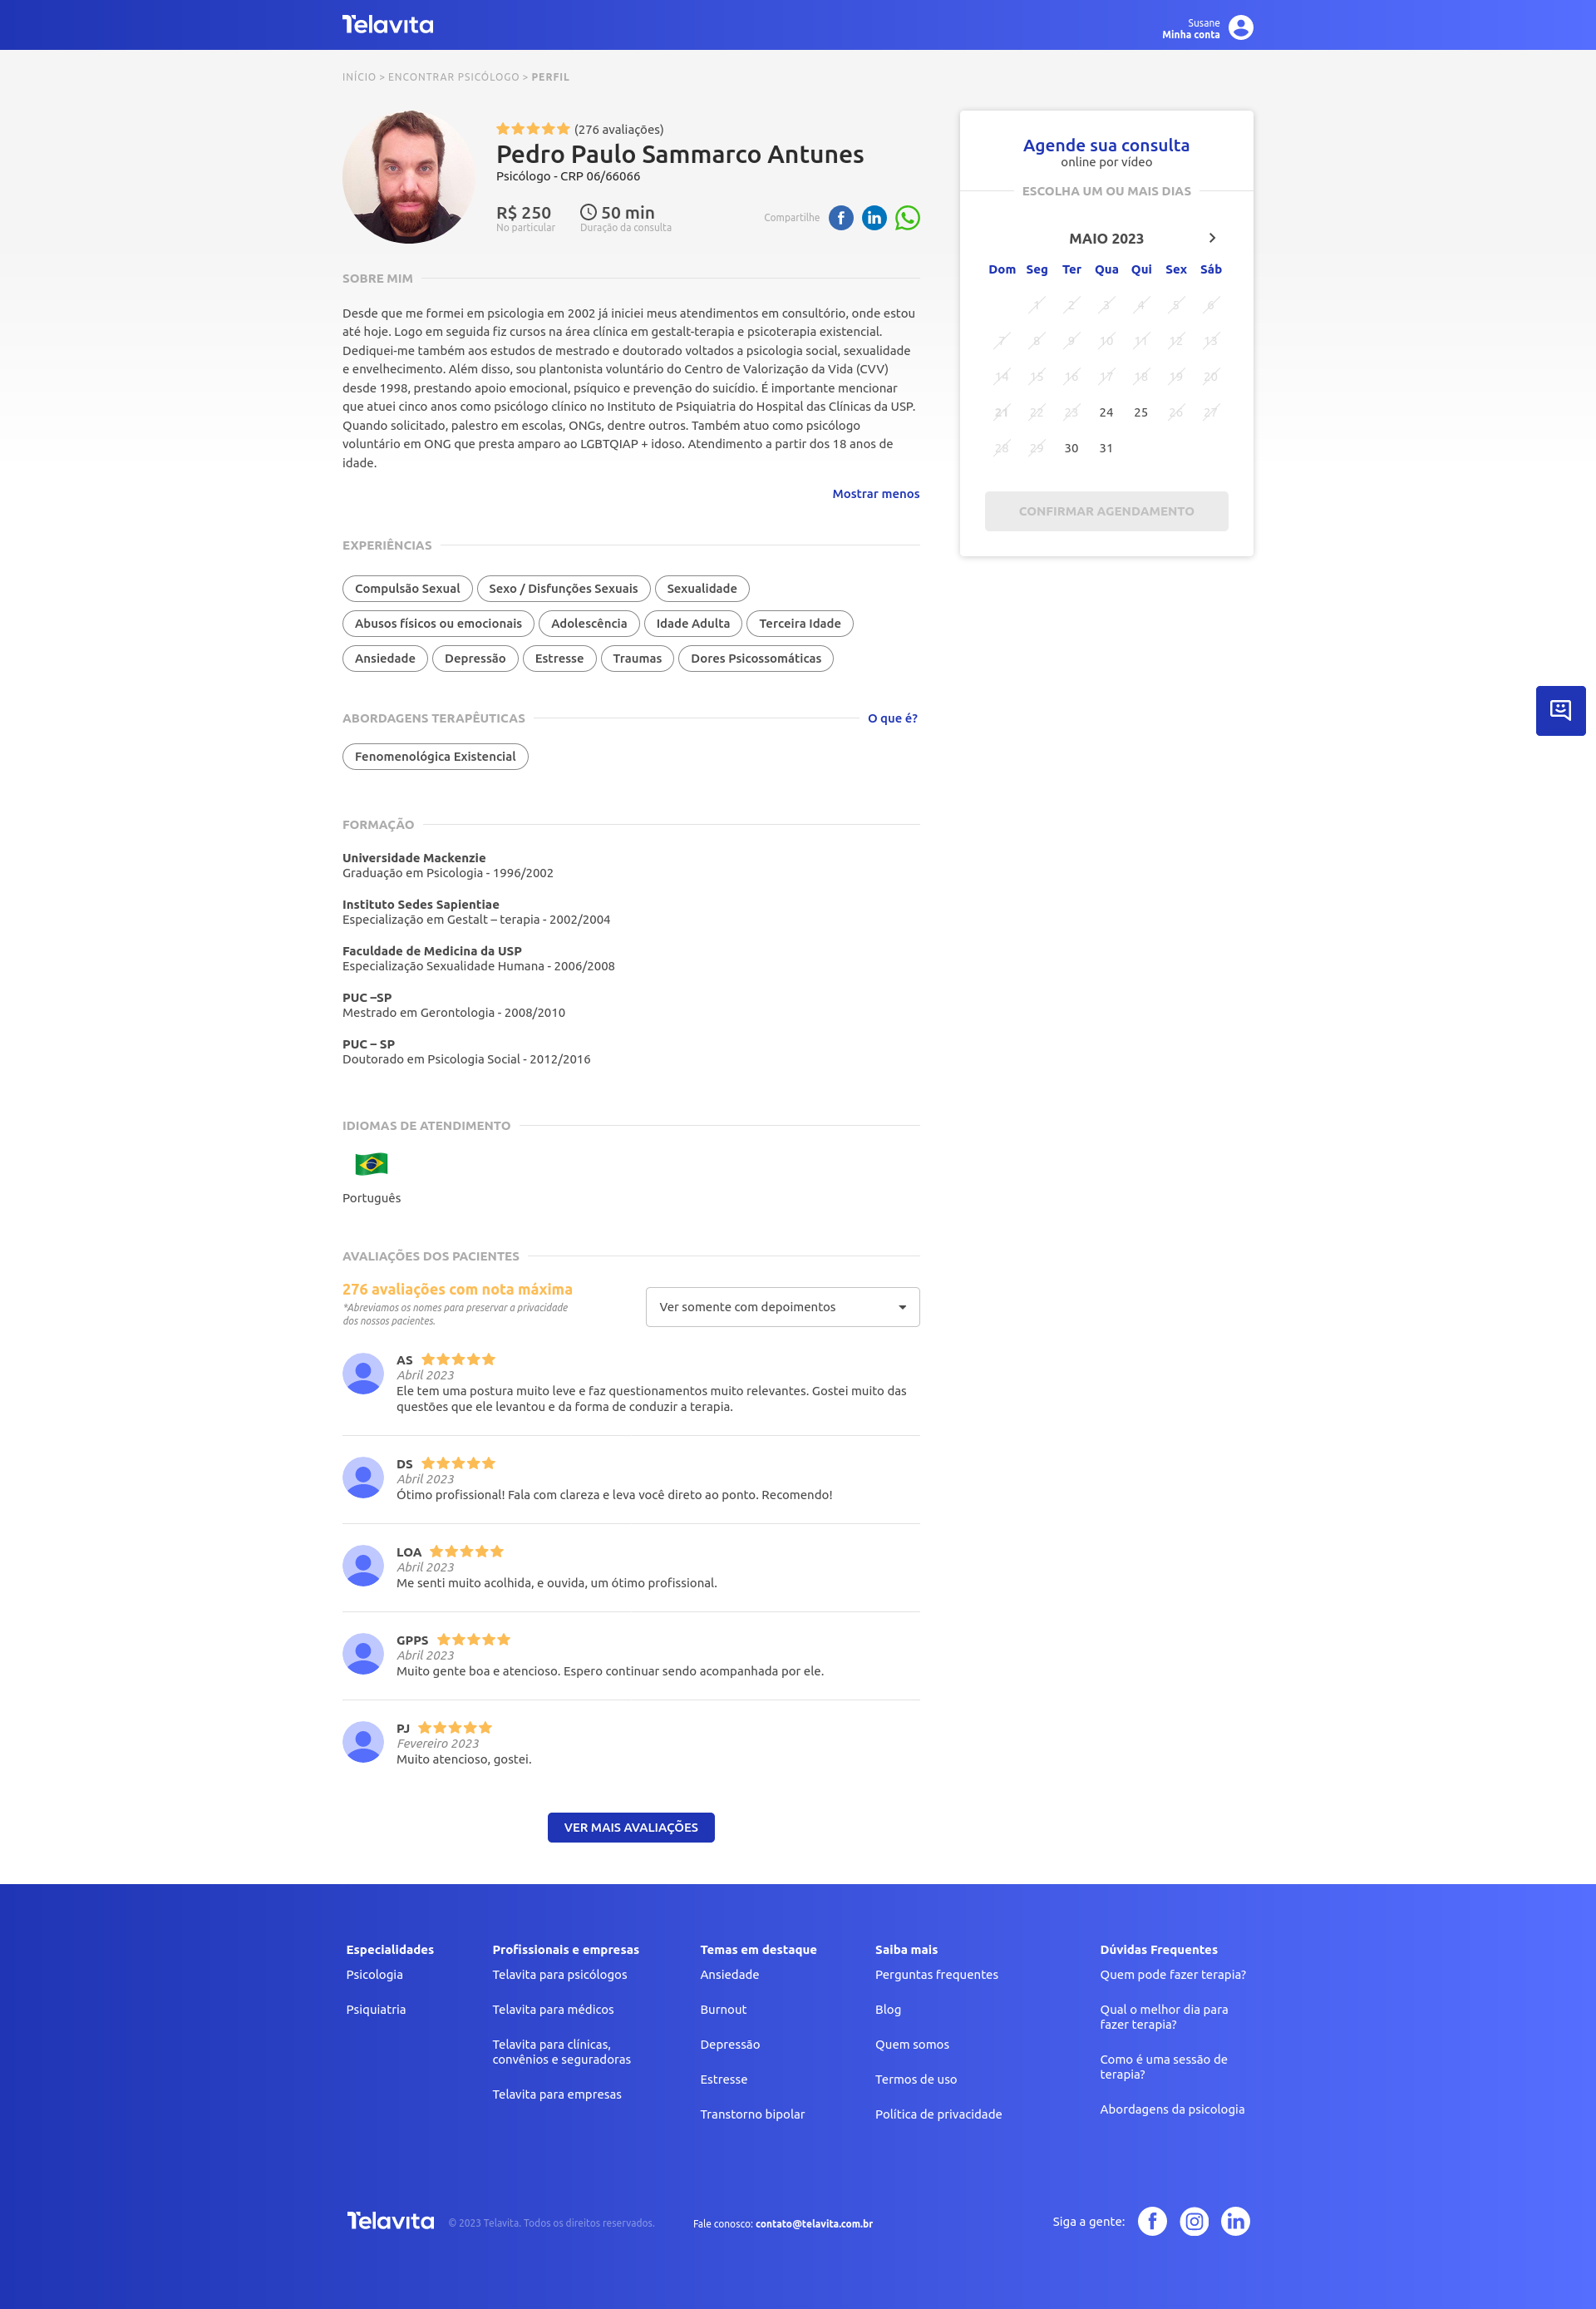 Telavita
Susane
Minha conta
INÍCIO > ENCONTRAR PSICÓLOGO > PERFIL
(276 avaliações)
Pedro Paulo Sammarco Antunes
Psicólogo - CRP 06/66066
R$ 250
No particular
50 min
Duração da consulta
Compartilhe
SOBRE MIM
Desde que me formei em psicologia em 2002 já iniciei meus atendimentos em consultório, onde estou
até hoje. Logo em seguida fiz cursos na área clínica em gestalt-terapia e psicoterapia existencial.
Dediquei-me também aos estudos de mestrado e doutorado voltados a psicologia social, sexualidade
e envelhecimento. Além disso, sou plantonista voluntário do Centro de Valorização da Vida (CVV)
desde 1998, prestando apoio emocional, psíquico e prevenção do suicídio. É importante mencionar
que atuei cinco anos como psicólogo clínico no Instituto de Psiquiatria do Hospital das Clínicas da USP.
Quando solicitado, palestro em escolas, ONGs, dentre outros. Também atuo como psicólogo
voluntário em ONG que presta amparo ao LGBTQIAP + idoso. Atendimento a partir dos 18 anos de
idade.
Mostrar menos
EXPERIÊNCIAS
Compulsão Sexual Sexo / Disfunções Sexuais Sexualidade
Abusos físicos ou emocionais Adolescência Idade Adulta Terceira Idade
Ansiedade Depressão Estresse Traumas Dores Psicossomáticas
ABORDAGENS TERAPÊUTICAS
O que é?
Fenomenológica Existencial
FORMAÇÃO
Universidade Mackenzie
Graduação em Psicologia - 1996/2002
Instituto Sedes Sapientiae
Especialização em Gestalt – terapia - 2002/2004
Faculdade de Medicina da USP
Especialização Sexualidade Humana - 2006/2008
PUC –SP
Mestrado em Gerontologia - 2008/2010
PUC – SP
Doutorado em Psicologia Social - 2012/2016
IDIOMAS DE ATENDIMENTO
Português
AVALIAÇÕES DOS PACIENTES
276 avaliações com nota máxima
*Abreviamos os nomes para preservar a privacidade
dos nossos pacientes.
Ver somente com depoimentos
AS
Abril 2023
Ele tem uma postura muito leve e faz questionamentos muito relevantes. Gostei muito das
questões que ele levantou e da forma de conduzir a terapia.
DS
Abril 2023
Ótimo profissional! Fala com clareza e leva você direto ao ponto. Recomendo!
LOA
Abril 2023
Me senti muito acolhida, e ouvida, um ótimo profissional.
GPPS
Abril 2023
Muito gente boa e atencioso. Espero continuar sendo acompanhada por ele.
PJ
Fevereiro 2023
Muito atencioso, gostei.
VER MAIS AVALIAÇÕES
Agende sua consulta
online por vídeo
ESCOLHA UM OU MAIS DIAS
MAIO 2023
Dom Seg Ter Qua Qui Sex Sáb
1 2 3 4 5 6
7 8 9 10 11 12 13
14 15 16 17 18 19 20
21 22 23 24 25 26 27
28 29 30 31
CONFIRMAR AGENDAMENTO
Especialidades
Psicologia
Psiquiatria
Profissionais e empresas
Telavita para psicólogos
Telavita para médicos
Telavita para clínicas,
convênios e seguradoras
Telavita para empresas
Temas em destaque
Ansiedade
Burnout
Depressão
Estresse
Transtorno bipolar
Saiba mais
Perguntas frequentes
Blog
Quem somos
Termos de uso
Política de privacidade
Dúvidas Frequentes
Quem pode fazer terapia?
Qual o melhor dia para
fazer terapia?
Como é uma sessão de
terapia?
Abordagens da psicologia
Telavita
© 2023 Telavita. Todos os direitos reservados.
Fale conosco: contato@telavita.com.br
Siga a gente: